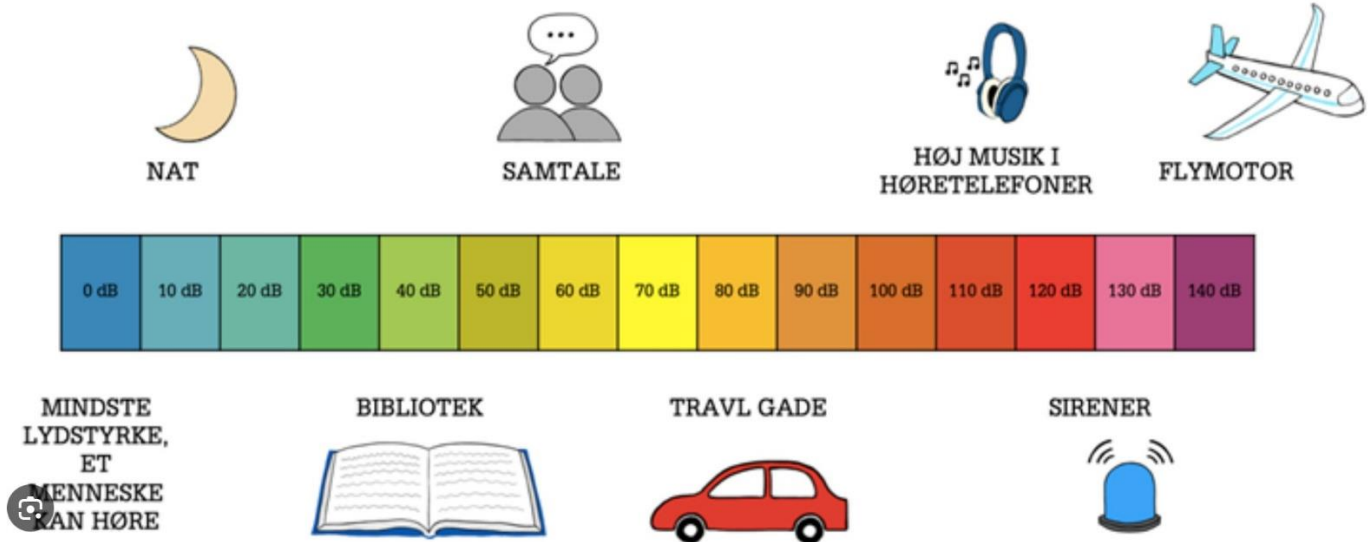 NAT
SAMTALE
HØJ MUSIK I
HØRETELEFONER
FLYMOTOR
0 dB
10 dB
20 dB
30 dB
40 dB
50 dB
60 dB
70 dB
80 dB
90 dB
100 dB
110 dB
120 dB
130 dB
140 dB
MINDSTE
LYDSTYRKE,
ET
MENNESKE
KAN HØRE
BIBLIOTEK
TRAVL GADE
SIRENER